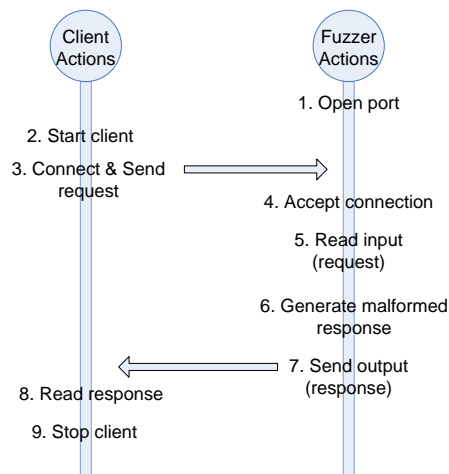 Client
Actions
Fuzzer
Actions
1. Open port
2. Start client
3. Connect & Send
request
4. Accept connection
5. Read input
(request)
6. Generate malformed
response
7. Send output
(response)
8. Read response
9. Stop client